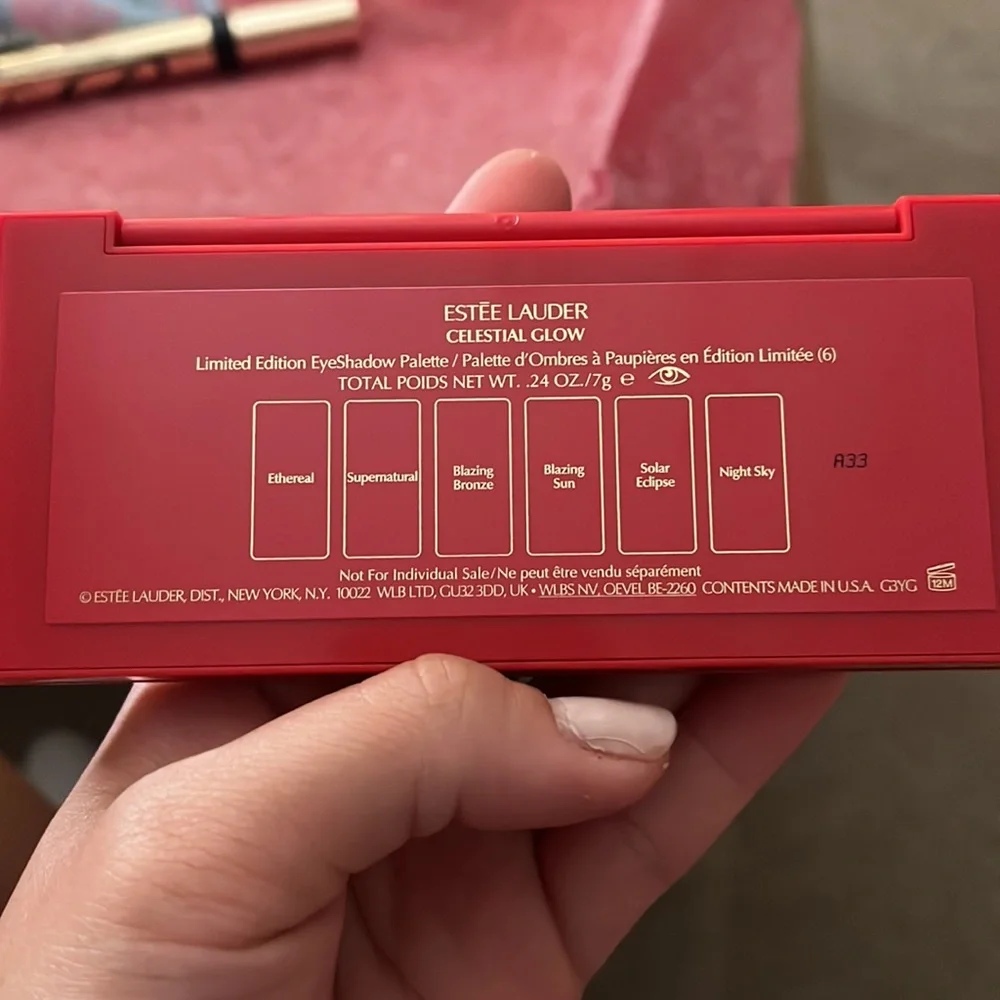 ESTĒE LAUDER
CELESTIAL GLOW
Limited Edition EyeShadow Palette / Palette d'Ombres à Paupières en Édition Limitée (6)
TOTAL POIDS NET WT. .24 OZ./7g e
Ethereal
Supernatural
Blazing
Bronze
Blazing
Sun
Solar
Eclipse
Night Sky
A33
Not For Individual Sale/Ne peut être vendu séparément
© ESTĒE LAUDER, DIST., NEW YORK, N.Y. 10022 WLB LTD, GU32 3DD, UK • WLBS NV, OEVEL BE-2260 CONTENTS MADE IN U.S.A. G3YG
12M